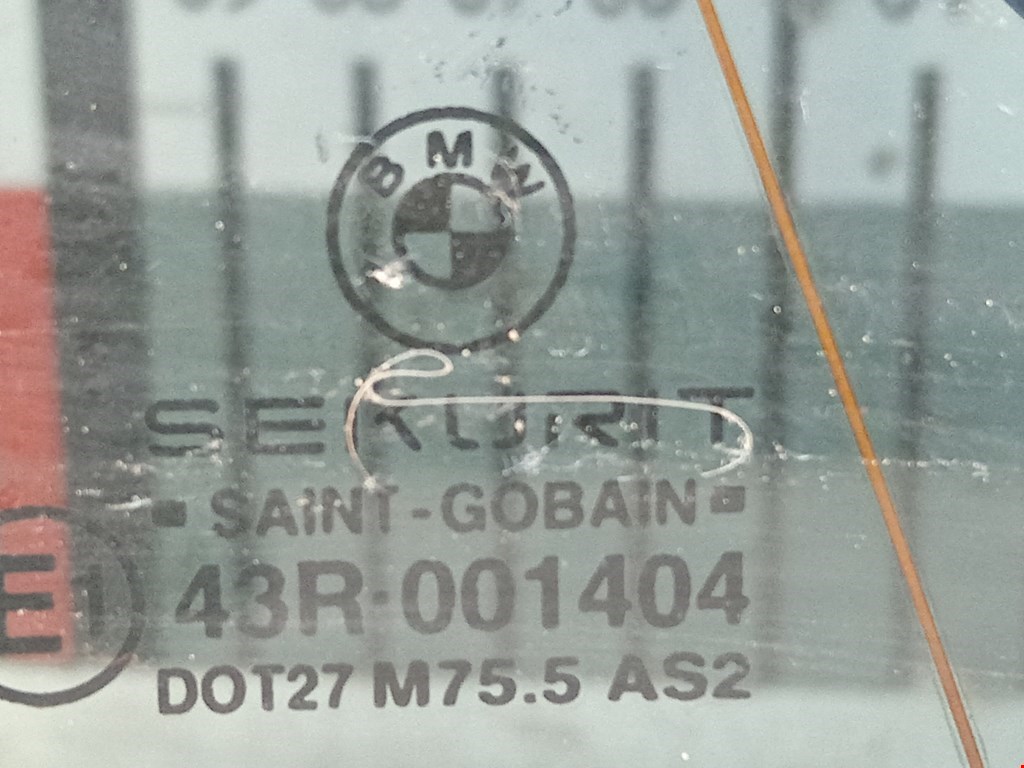 BMW
SEKURIT
SAINT-GOBAIN
E1
43R-001404
DOT27 M75.5 AS2